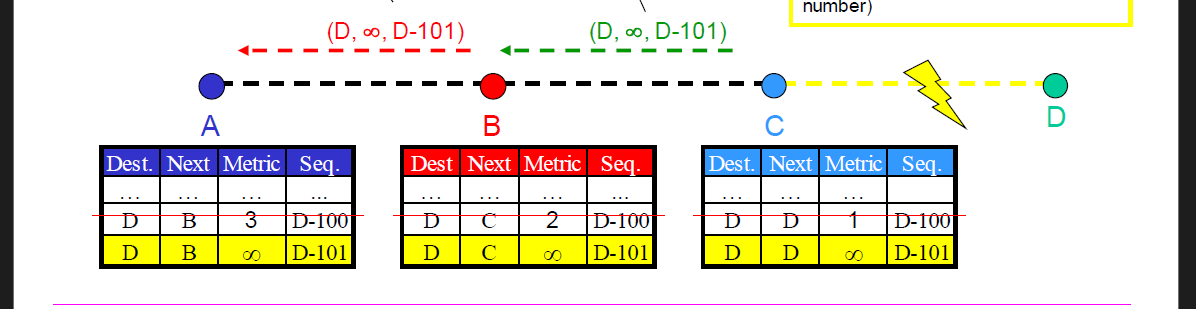 number)
(D, ∞, D-101) (D, ∞, D-101)
A B C D
Dest. Next Metric Seq. Dest Next Metric Seq. Dest. Next Metric Seq.
... ... ... ... ... ... ... ... ... ... ...
D B 3 D-100 D C 2 D-100 D D 1 D-100
D B ∞ D-101 D C ∞ D-101 D D ∞ D-101